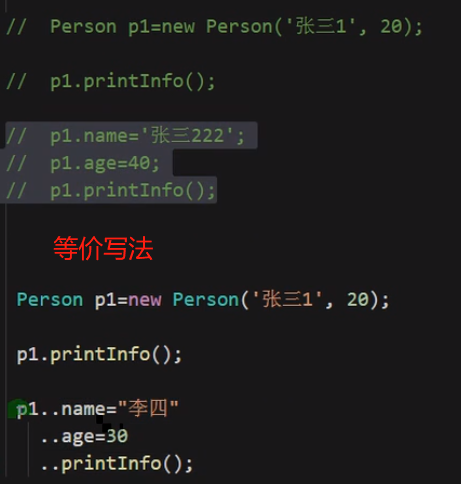 //  Person p1=new Person('张三1', 20);
//  p1.printInfo();
//  p1.name='张三222';
//  p1.age=40;
//  p1.printInfo();
等价写法
Person p1=new Person('张三1', 20);
p1.printInfo();
p1..name="李四"
..age=30
..printInfo();